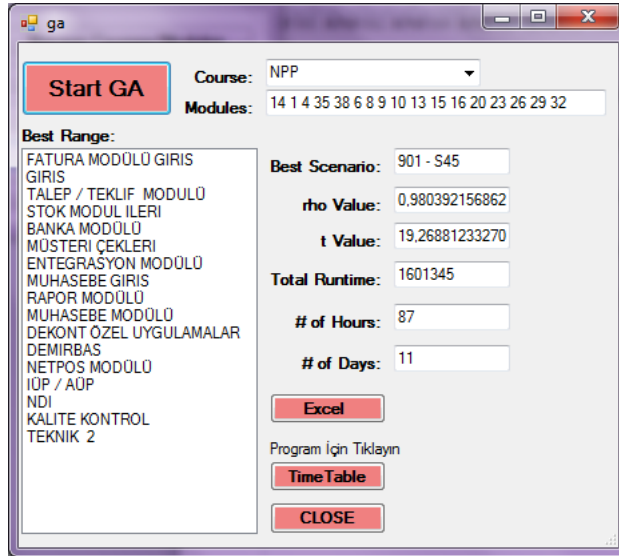 ga
Start GA
Course: NPP
Modules: 14 1 4 35 38 6 8 9 10 13 15 16 20 23 26 29 32
Best Range:
FATURA MODÜLÜ GIRIS
GIRIS
TALEP / TEKLIF MODULÜ
STOK MODUL ILERI
BANKA MODÜLÜ
MÜSTERI ÇEKLERI
ENTEGRASYON MODÜLÜ
MUHASEBE GIRIS
RAPOR MODÜLÜ
MUHASEBE MODÜLÜ
DEKONT ÖZEL UYGULAMALAR
DEMIRBAS
NETPOS MODÜLÜ
IÜP / AÜP
NDI
KALITE KONTROL
TEKNIK 2
Best Scenario: 901 - S45
rho Value: 0,980392156862
t Value: 19,26881233270
Total Runtime: 1601345
# of Hours: 87
# of Days: 11
Excel
Program İçin Tıklayın
TimeTable
CLOSE